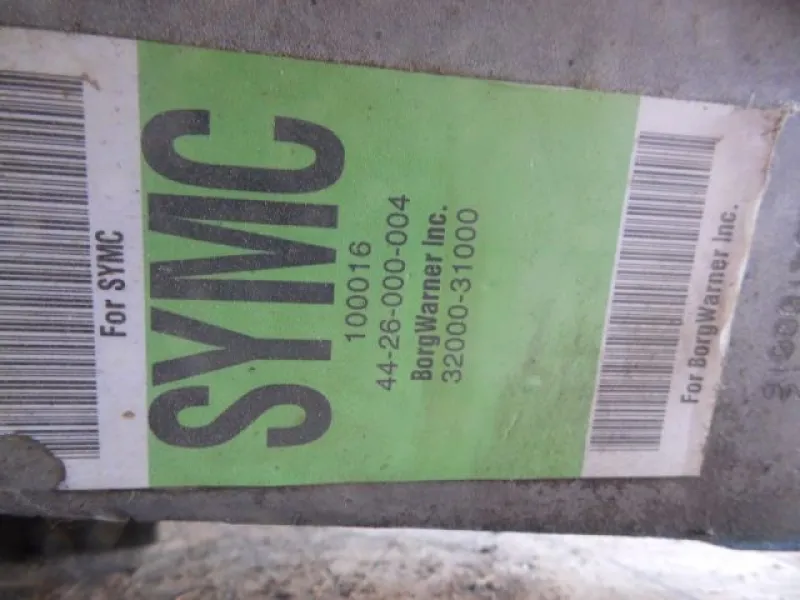 For SYMC
SYMC
100016
44-26-000-004
BorgWarner Inc.
32000-31000
For BorgWarner Inc.